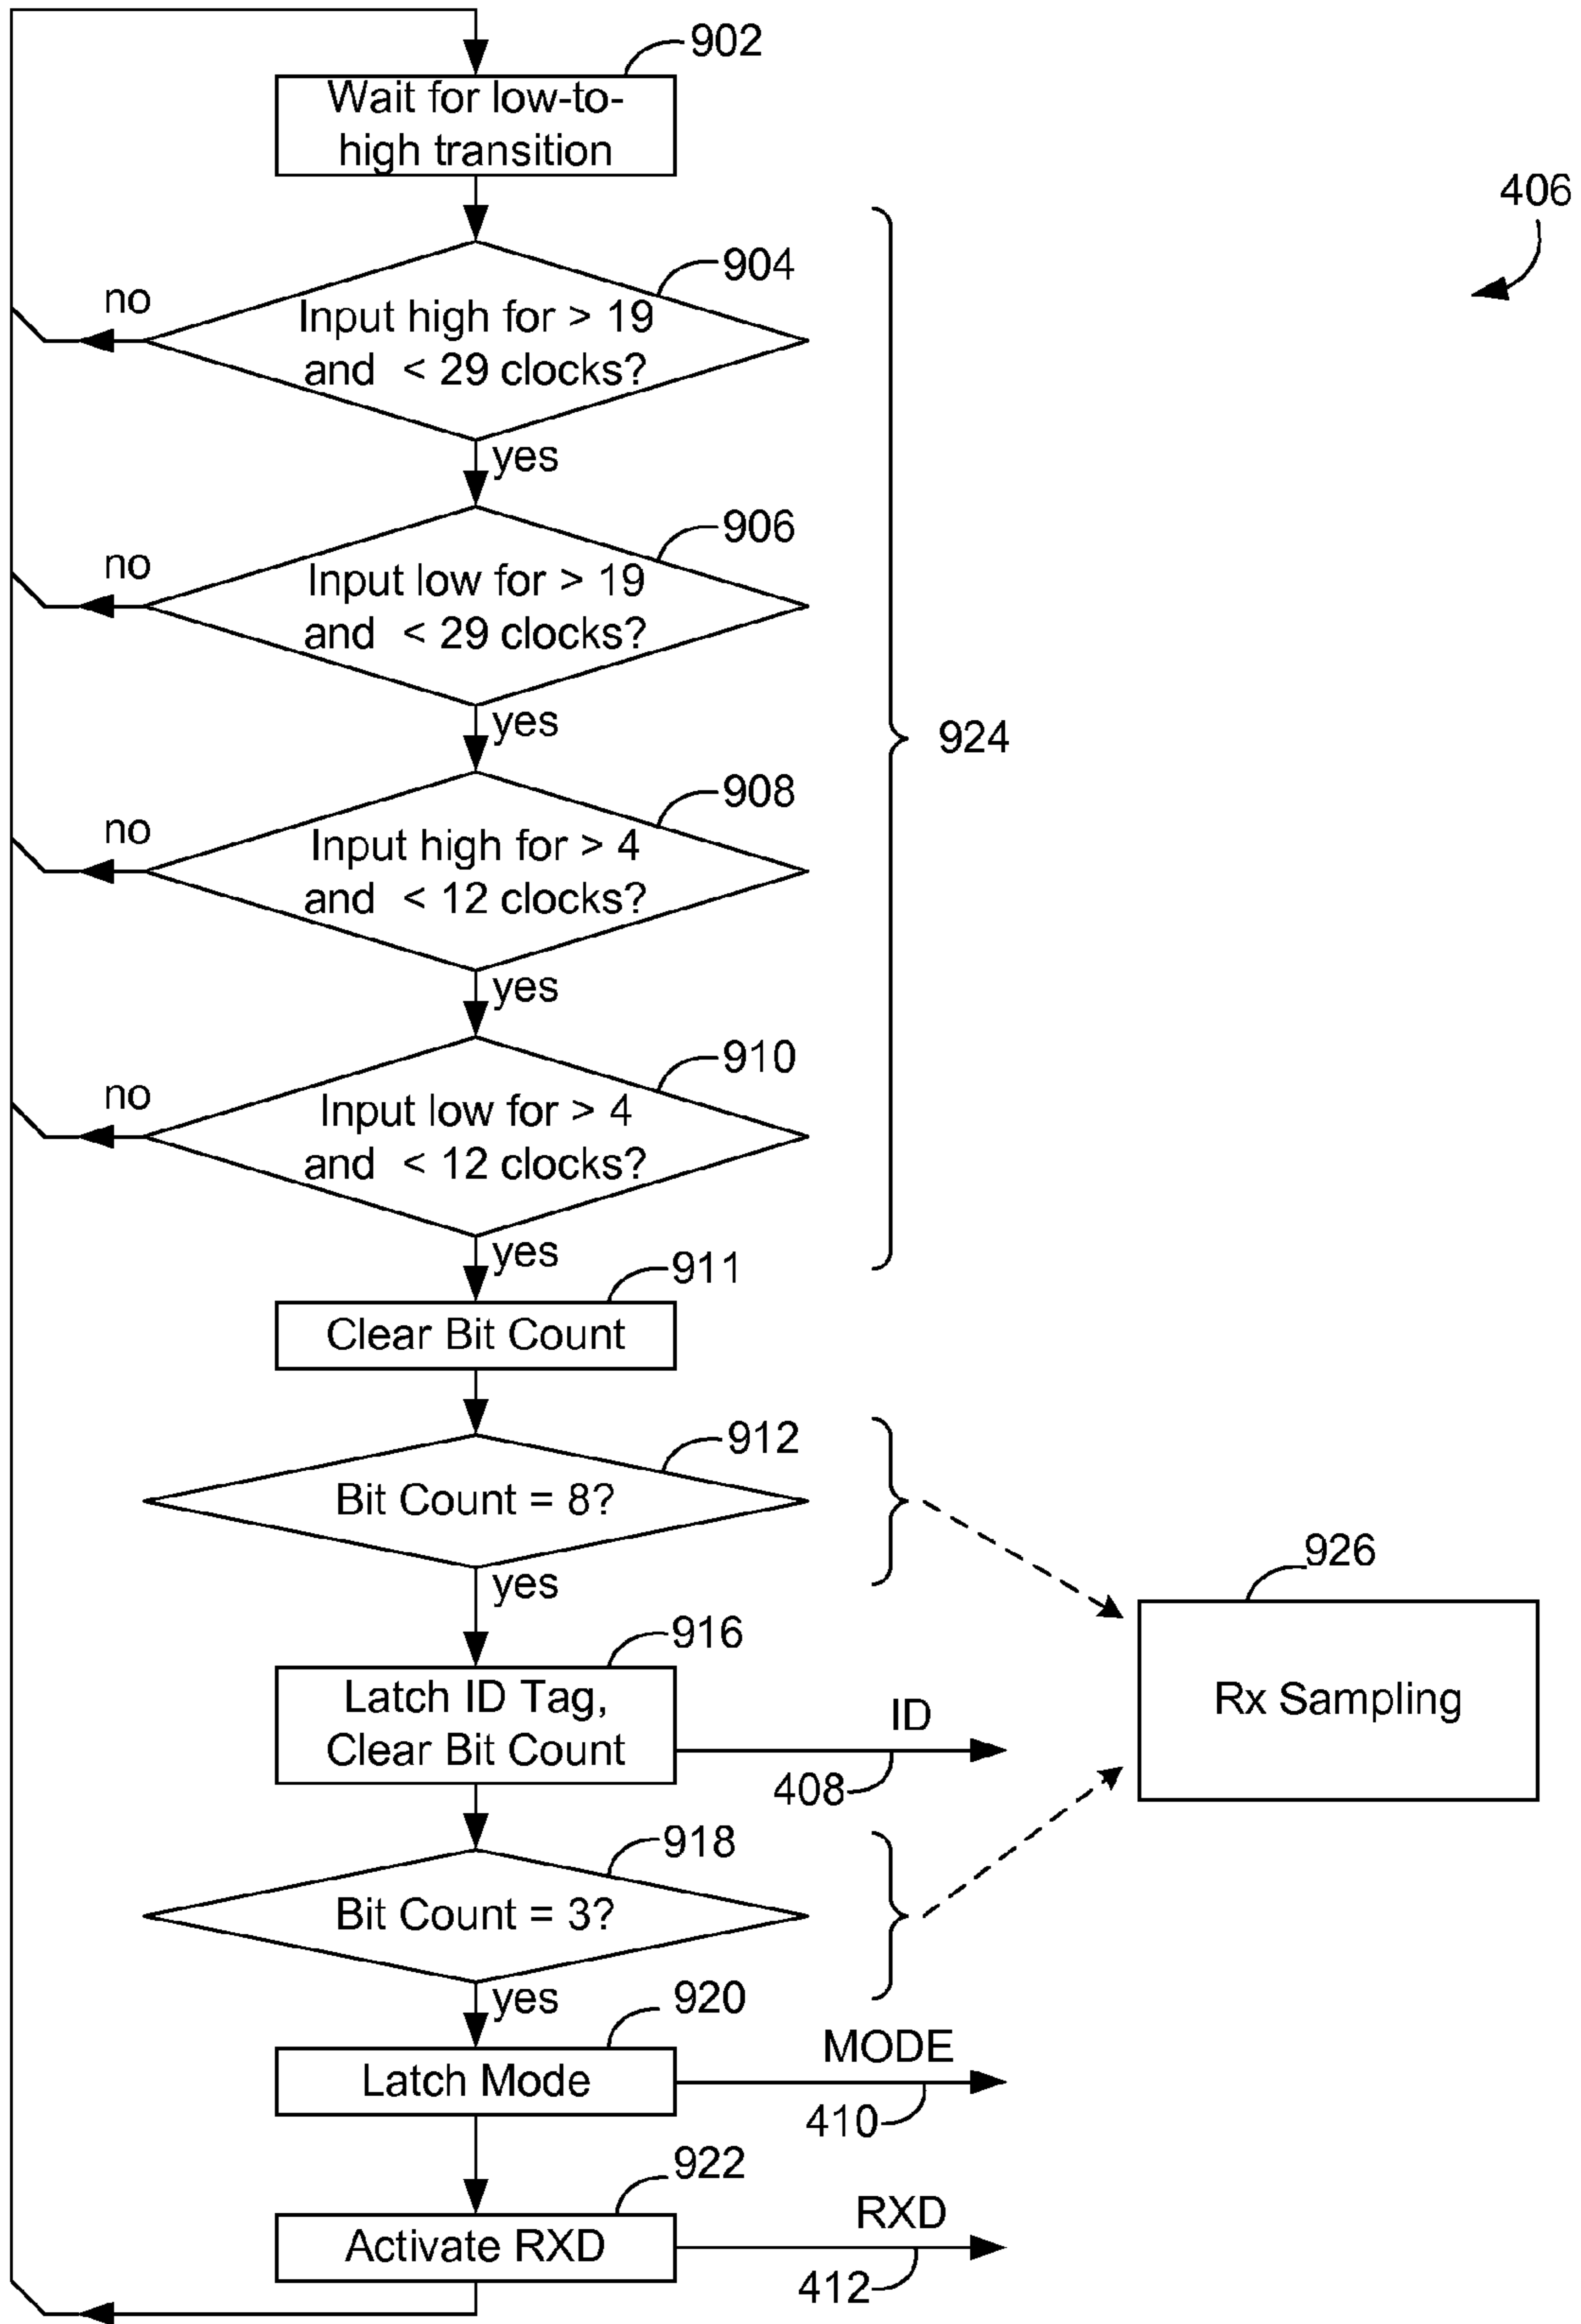 902
Wait for low-to-
high transition
406
904
no
Input high for > 19
and < 29 clocks?
yes
906
no
Input low for > 19
and < 29 clocks?
yes
924
908
no
Input high for > 4
and < 12 clocks?
yes
910
no
Input low for > 4
and < 12 clocks?
yes
911
Clear Bit Count
912
Bit Count = 8?
yes
926
Rx Sampling
916
Latch ID Tag,
Clear Bit Count
ID
408
918
Bit Count = 3?
yes
920
Latch Mode
MODE
410
922
Activate RXD
RXD
412